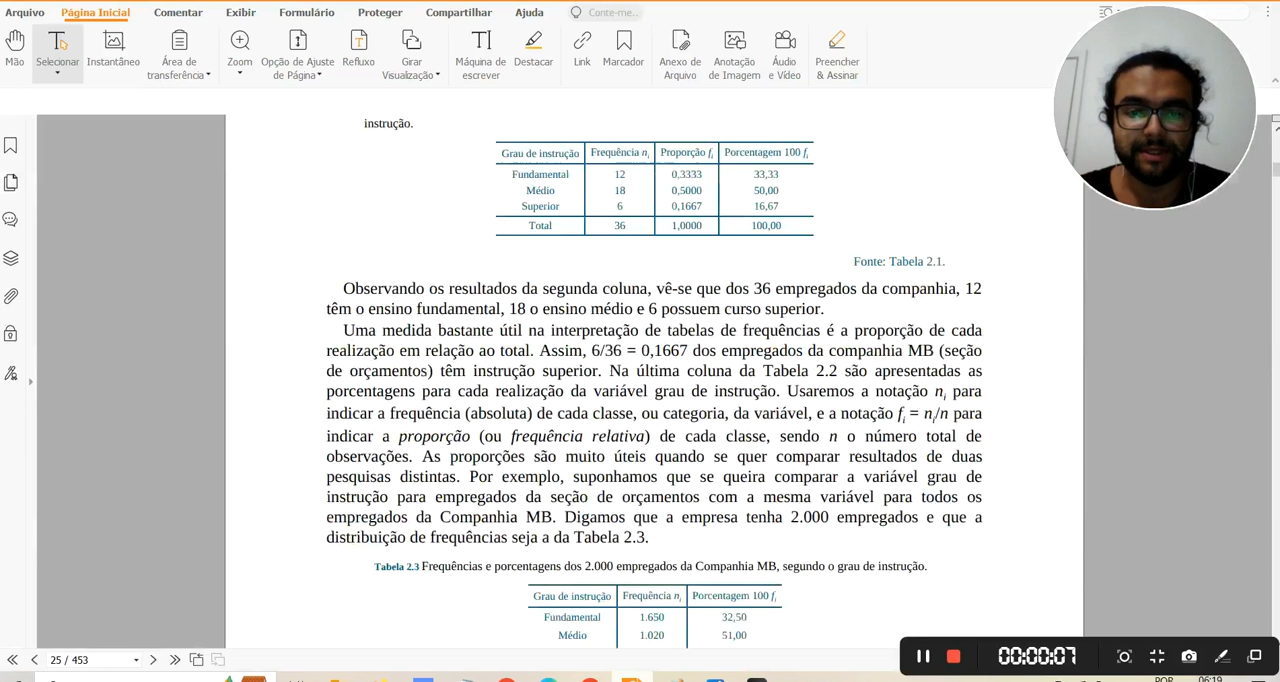 Arquivo Página Inicial Comentar Exibir Formulário Proteger Compartilhar Ajuda Conte-me..
Mão Selecionar Instantâneo Área de transferência Zoom Opção de Ajuste de Página Refluxo Girar Visualização Máquina de escrever Destacar Link Marcador Anexo de Arquivo Anotação de Imagem Áudio e Vídeo Preencher & Assinar
instrução.
Grau de instrução Frequência ni Proporção fi Porcentagem 100 fi
Fundamental 12 0,3333 33,33
Médio 18 0,5000 50,00
Superior 6 0,1667 16,67
Total 36 1,0000 100,00
Fonte: Tabela 2.1.
Observando os resultados da segunda coluna, vê-se que dos 36 empregados da companhia, 12
têm o ensino fundamental, 18 o ensino médio e 6 possuem curso superior.
Uma medida bastante útil na interpretação de tabelas de frequências é a proporção de cada
realização em relação ao total. Assim, 6/36 = 0,1667 dos empregados da companhia MB (seção
de orçamentos) têm instrução superior. Na última coluna da Tabela 2.2 são apresentadas as
porcentagens para cada realização da variável grau de instrução. Usaremos a notação ni para
indicar a frequência (absoluta) de cada classe, ou categoria, da variável, e a notação fi = ni/n para
indicar a proporção (ou frequência relativa) de cada classe, sendo n o número total de
observações. As proporções são muito úteis quando se quer comparar resultados de duas
pesquisas distintas. Por exemplo, suponhamos que se queira comparar a variável grau de
instrução para empregados da seção de orçamentos com a mesma variável para todos os
empregados da Companhia MB. Digamos que a empresa tenha 2.000 empregados e que a
distribuição de frequências seja a da Tabela 2.3.
Tabela 2.3 Frequências e porcentagens dos 2.000 empregados da Companhia MB, segundo o grau de instrução.
Grau de instrução Frequência ni Porcentagem 100 fi
Fundamental 1.650 32,50
Médio 1.020 51,00
25 / 453
00:00:07
POR 06:19